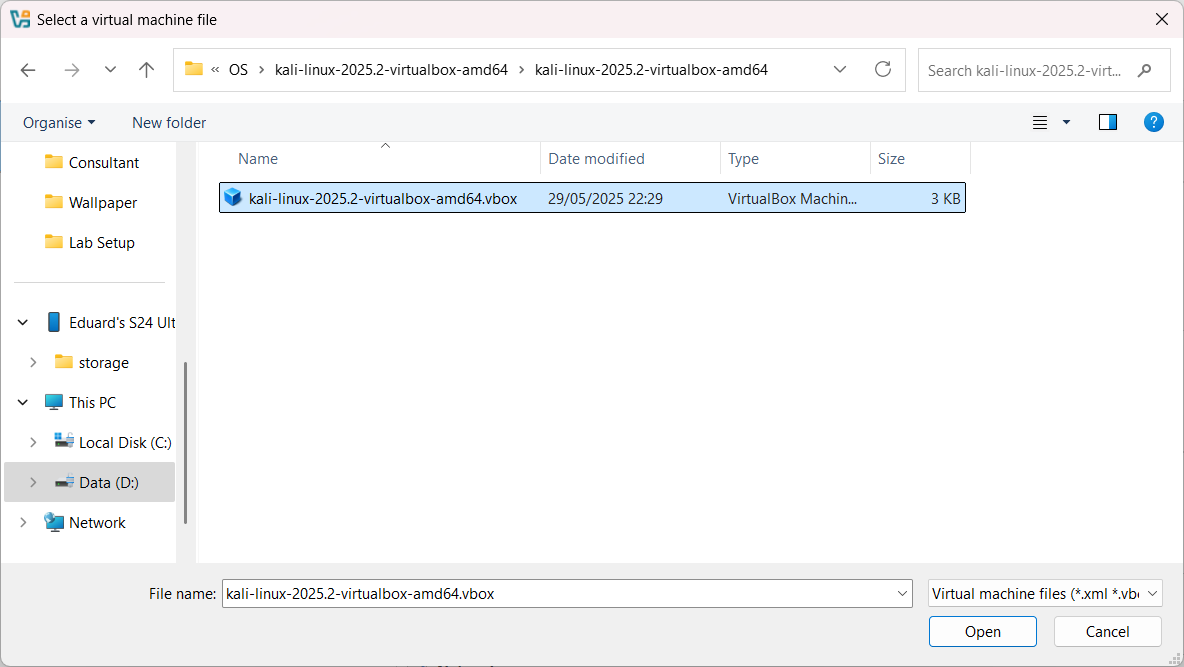 Select a virtual machine file
« OS › kali-linux-2025.2-virtualbox-amd64 › kali-linux-2025.2-virtualbox-amd64
Search kali-linux-2025.2-virt...
Organise New folder
Name Date modified Type Size
kali-linux-2025.2-virtualbox-amd64.vbox 29/05/2025 22:29 VirtualBox Machin... 3 KB
Consultant
Wallpaper
Lab Setup
Eduard's S24 Ult
storage
This PC
Local Disk (C:)
Data (D:)
Network
File name: kali-linux-2025.2-virtualbox-amd64.vbox Virtual machine files (*.xml *.vb
Open Cancel